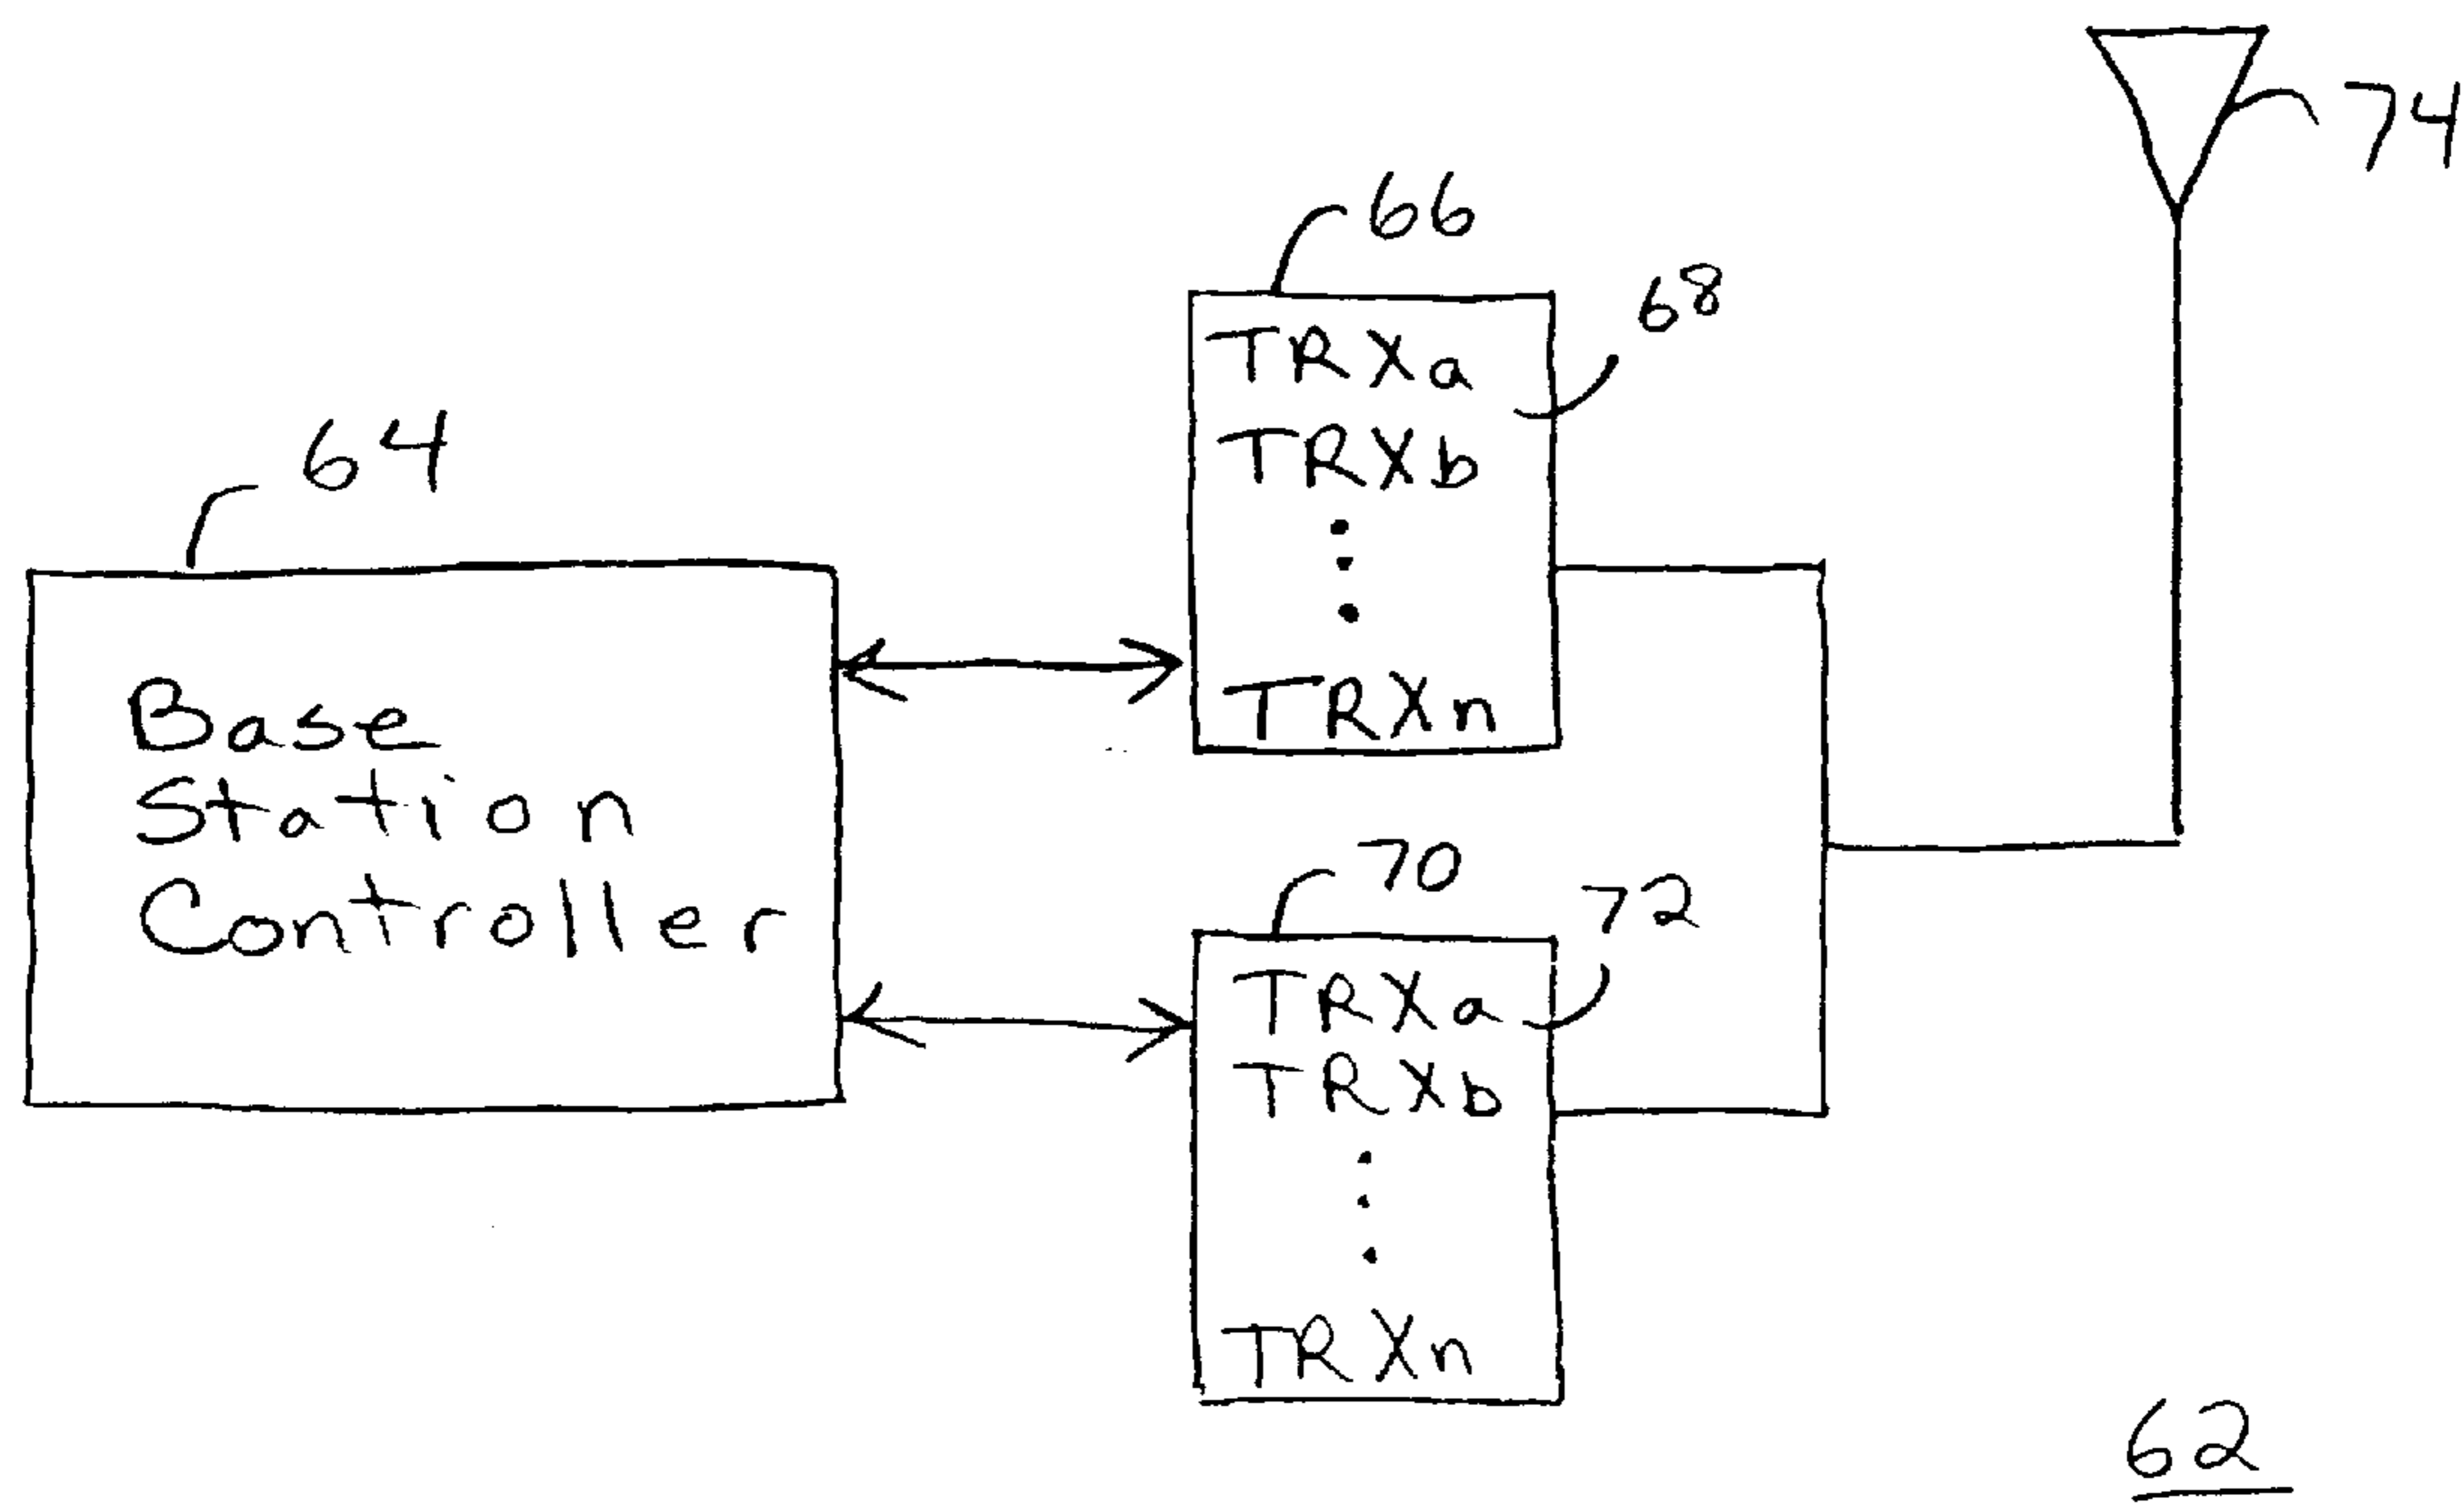 74
66
68
TRXa
TRXb
TRXn
64
Base
Station
Controller
70
72
TRXa
TRXb
TRXn
62